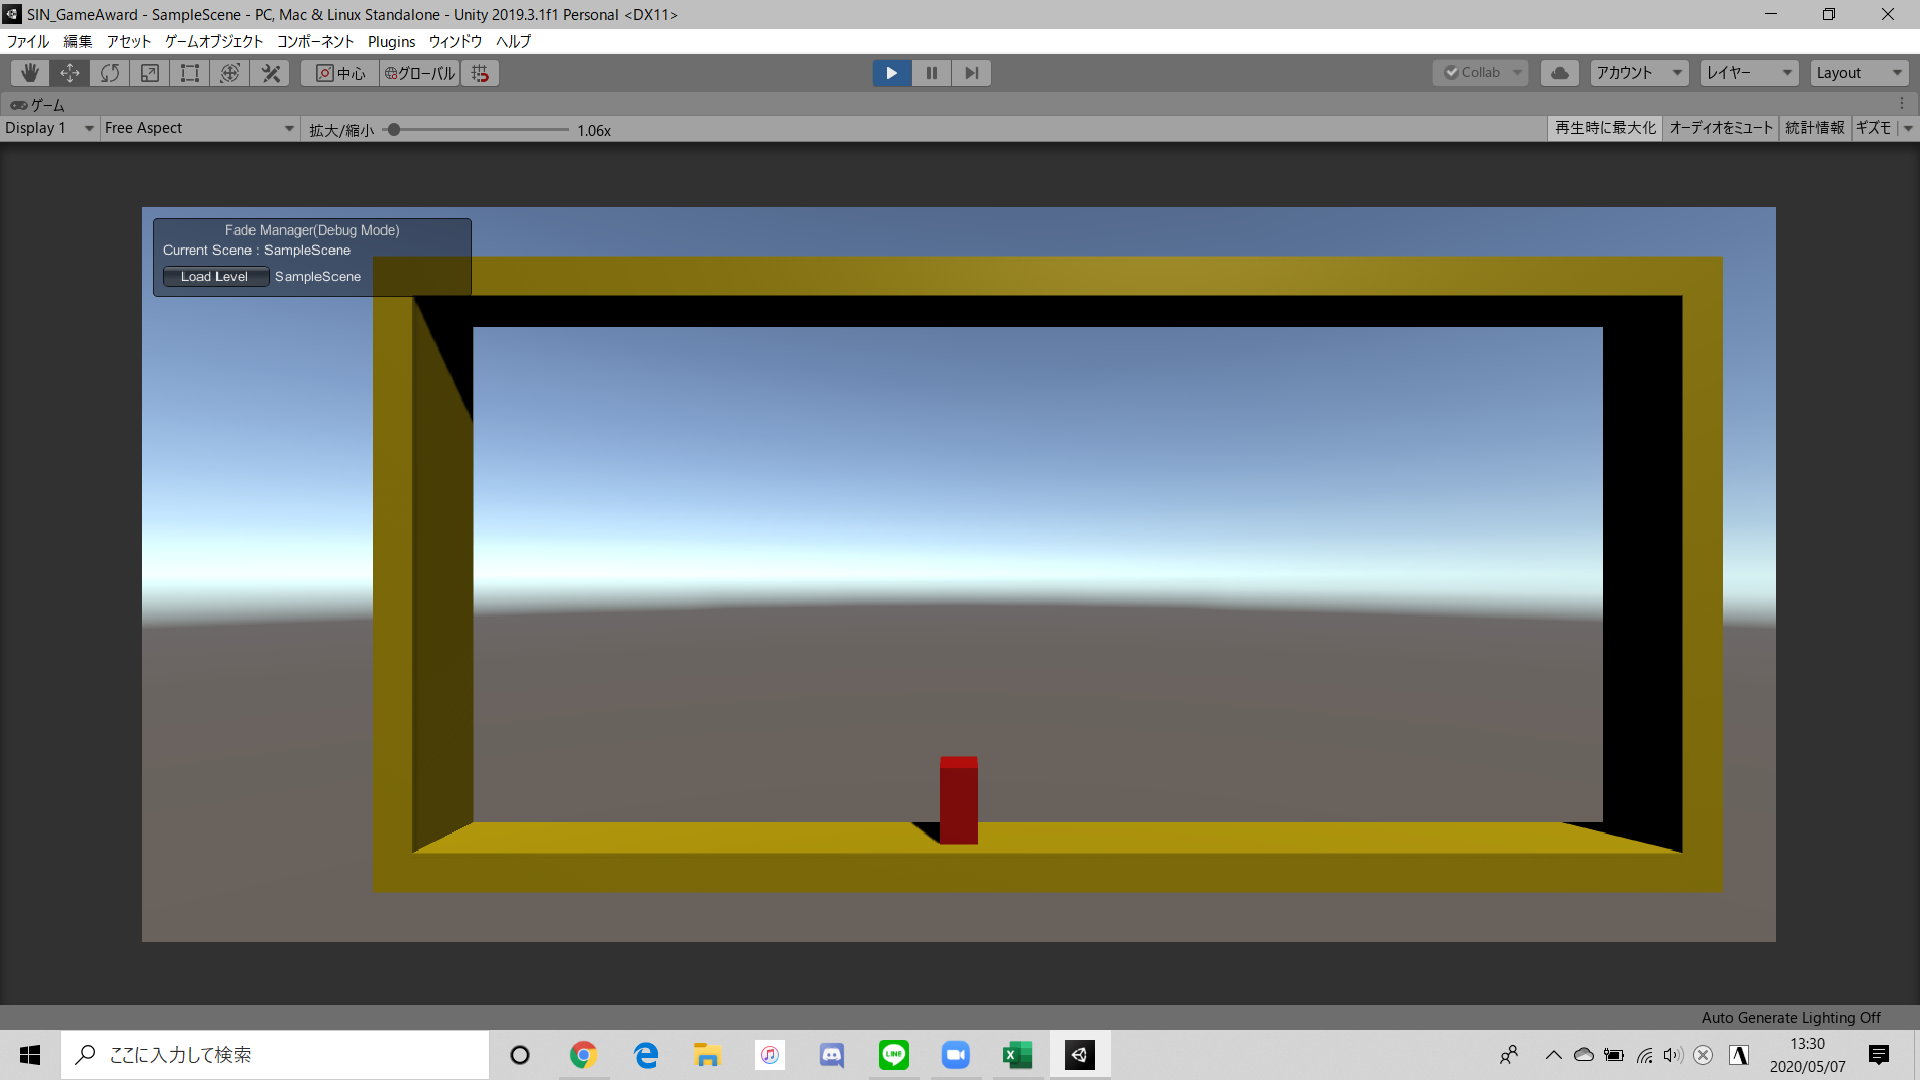 SIN_GameAward - SampleScene - PC, Mac & Linux Standalone - Unity 2019.3.1f1 Personal <DX11>
ファイル 編集 アセット ゲームオブジェクト コンポーネント Plugins ウィンドウ ヘルプ
中心 グローバル Collab アカウント レイヤー Layout
ゲーム
Display 1 Free Aspect 拡大/縮小 1.06x 再生時に最大化 オーディオをミュート 統計情報 ギズモ
Fade Manager(Debug Mode)
Current Scene : SampleScene
Load Level SampleScene
Auto Generate Lighting Off
ここに入力して検索
LINE
A
13:30
2020/05/07